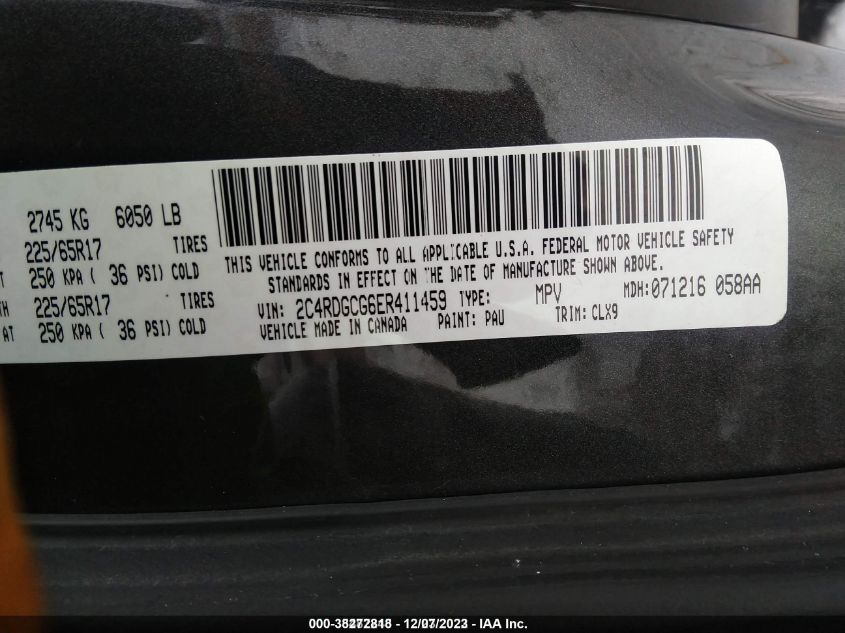 2745 KG 6050 LB
225/65R17 TIRES
250 KPA ( 36 PSI) COLD
225/65R17 TIRES
AT 250 KPA ( 36 PSI) COLD
THIS VEHICLE CONFORMS TO ALL APPLICABLE U.S.A. FEDERAL MOTOR VEHICLE SAFETY
STANDARDS IN EFFECT ON THE DATE OF MANUFACTURE SHOWN ABOVE.
VIN: 2C4RDGCG6ER411459 TYPE: MPV MDH:071216 058AA
VEHICLE MADE IN CANADA PAINT: PAU TRIM: CLX9
- IAA Inc.